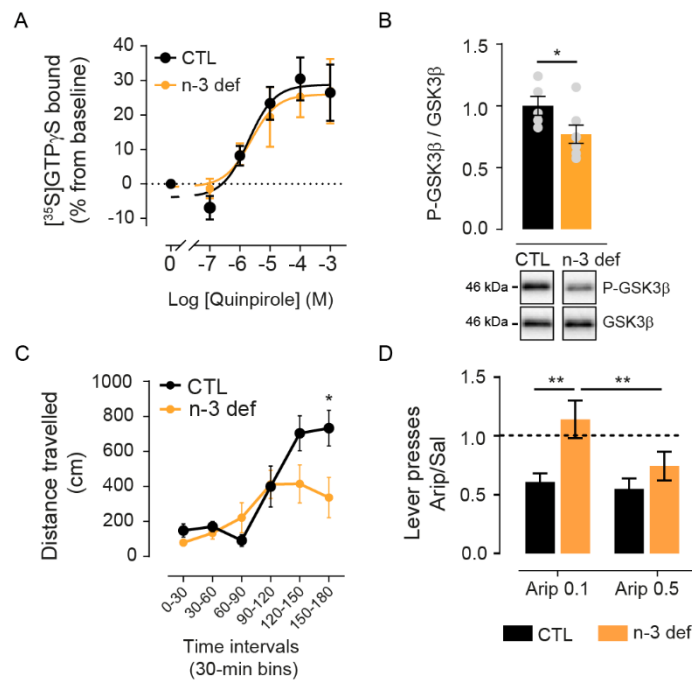 A
[35S]GTPγS bound
(% from baseline)
40
30
20
10
0
-10
CTL
n-3 def
0 -7 -6 -5 -4 -3
Log [Quinpirole] (M)
B
P-GSK3β / GSK3β
1.5
1.0
0.5
0.0
*
CTL n-3 def
46 kDa P-GSK3β
46 kDa GSK3β
C
Distance travelled
(cm)
1000
800
600
400
200
0
CTL
n-3 def
*
0-30 30-60 60-90 90-120 120-150 150-180
Time intervals
(30-min bins)
D
Lever presses
Arip/Sal
1.5
1.0
0.5
0.0
** **
Arip 0.1 Arip 0.5
CTL n-3 def